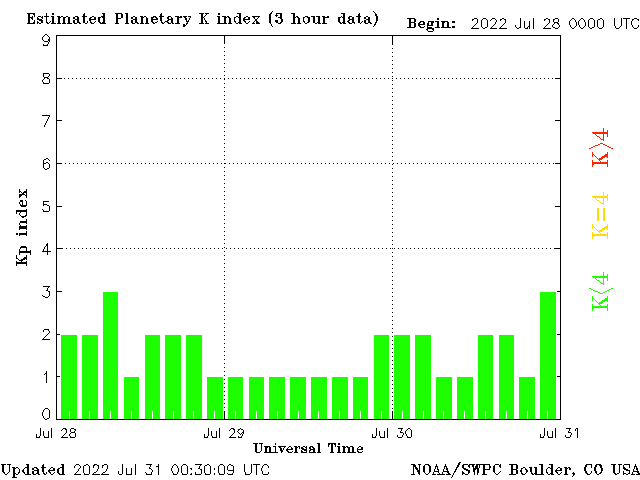 Estimated Planetary K index (3 hour data) Begin: 2022 Jul 28 0000 UTC
9
8
7
6
5
4
3
2
1
0
Kp index
K>4
K=4
K<4
Jul 28 Jul 29 Jul 30 Jul 31
Universal Time
Updated 2022 Jul 31 00:30:09 UTC NOAA/SWPC Boulder, CO USA